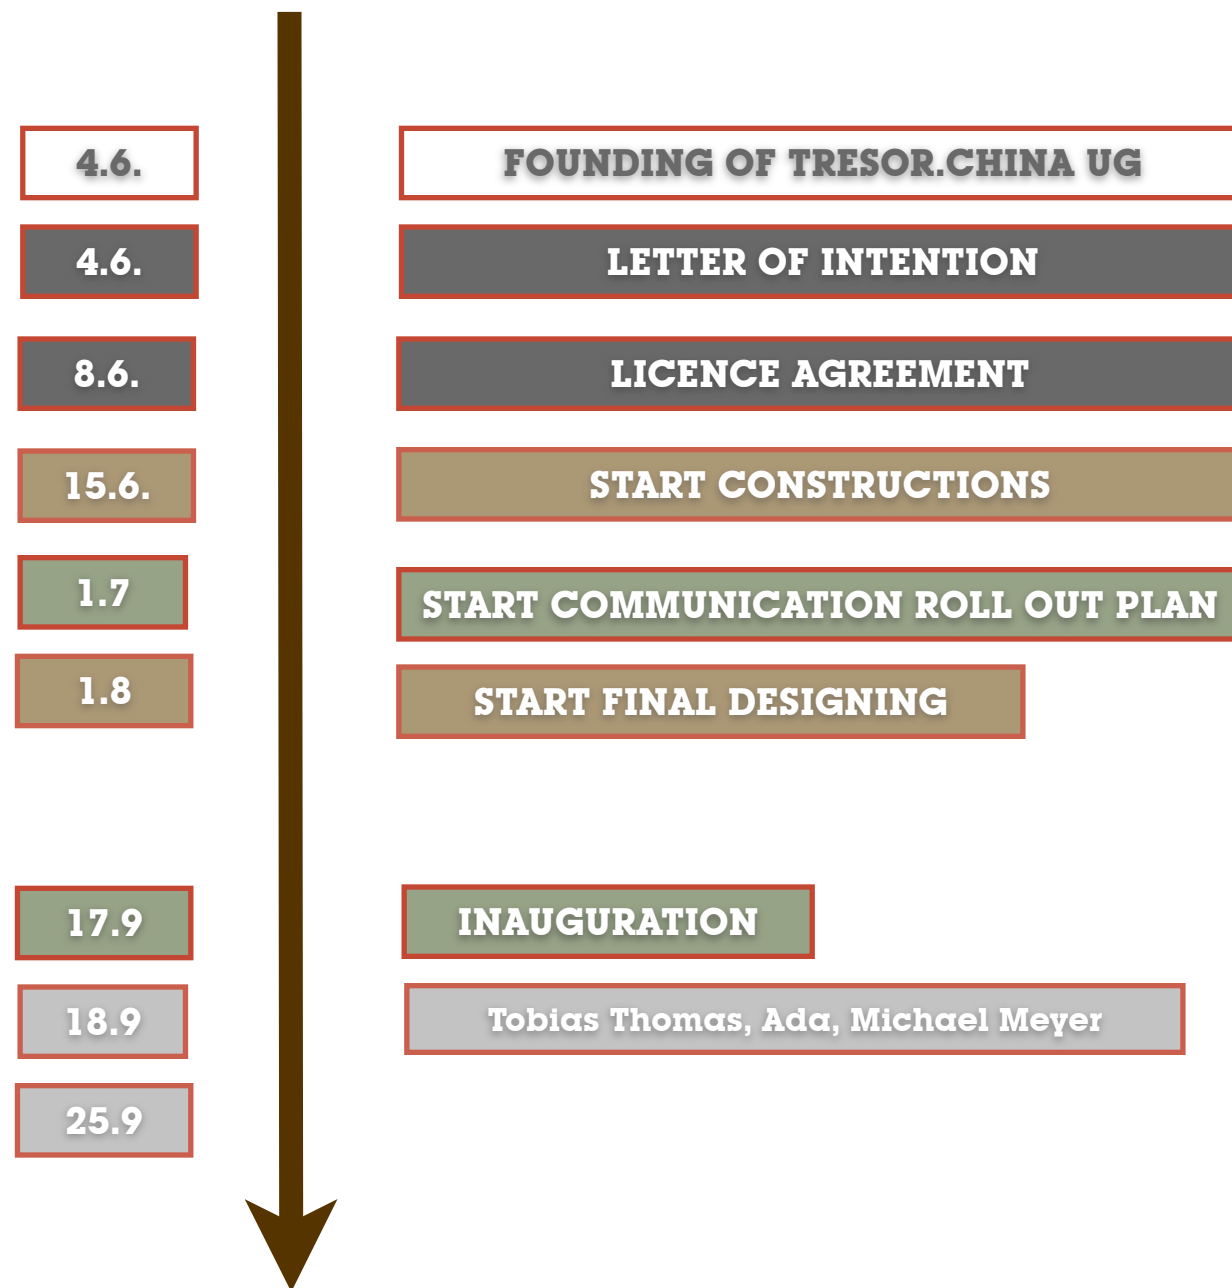 4.6. FOUNDING OF TRESOR.CHINA UG
4.6. LETTER OF INTENTION
8.6. LICENCE AGREEMENT
15.6. START CONSTRUCTIONS
1.7 START COMMUNICATION ROLL OUT PLAN
1.8 START FINAL DESIGNING
17.9 INAUGURATION
18.9 Tobias Thomas, Ada, Michael Meyer
25.9